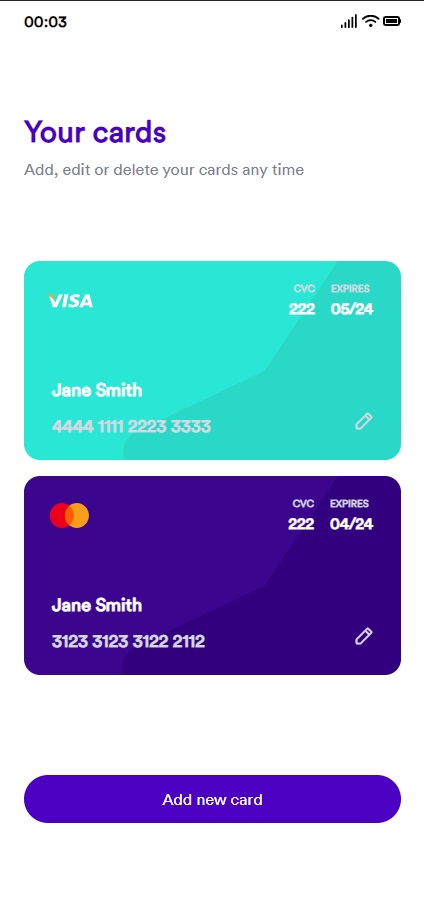 00:03
Your cards
Add, edit or delete your cards any time
VISA
CVC EXPIRES
222 05/24
Jane Smith
4444 1111 2223 3333
CVC EXPIRES
222 04/24
Jane Smith
3123 3123 3122 2112
Add new card